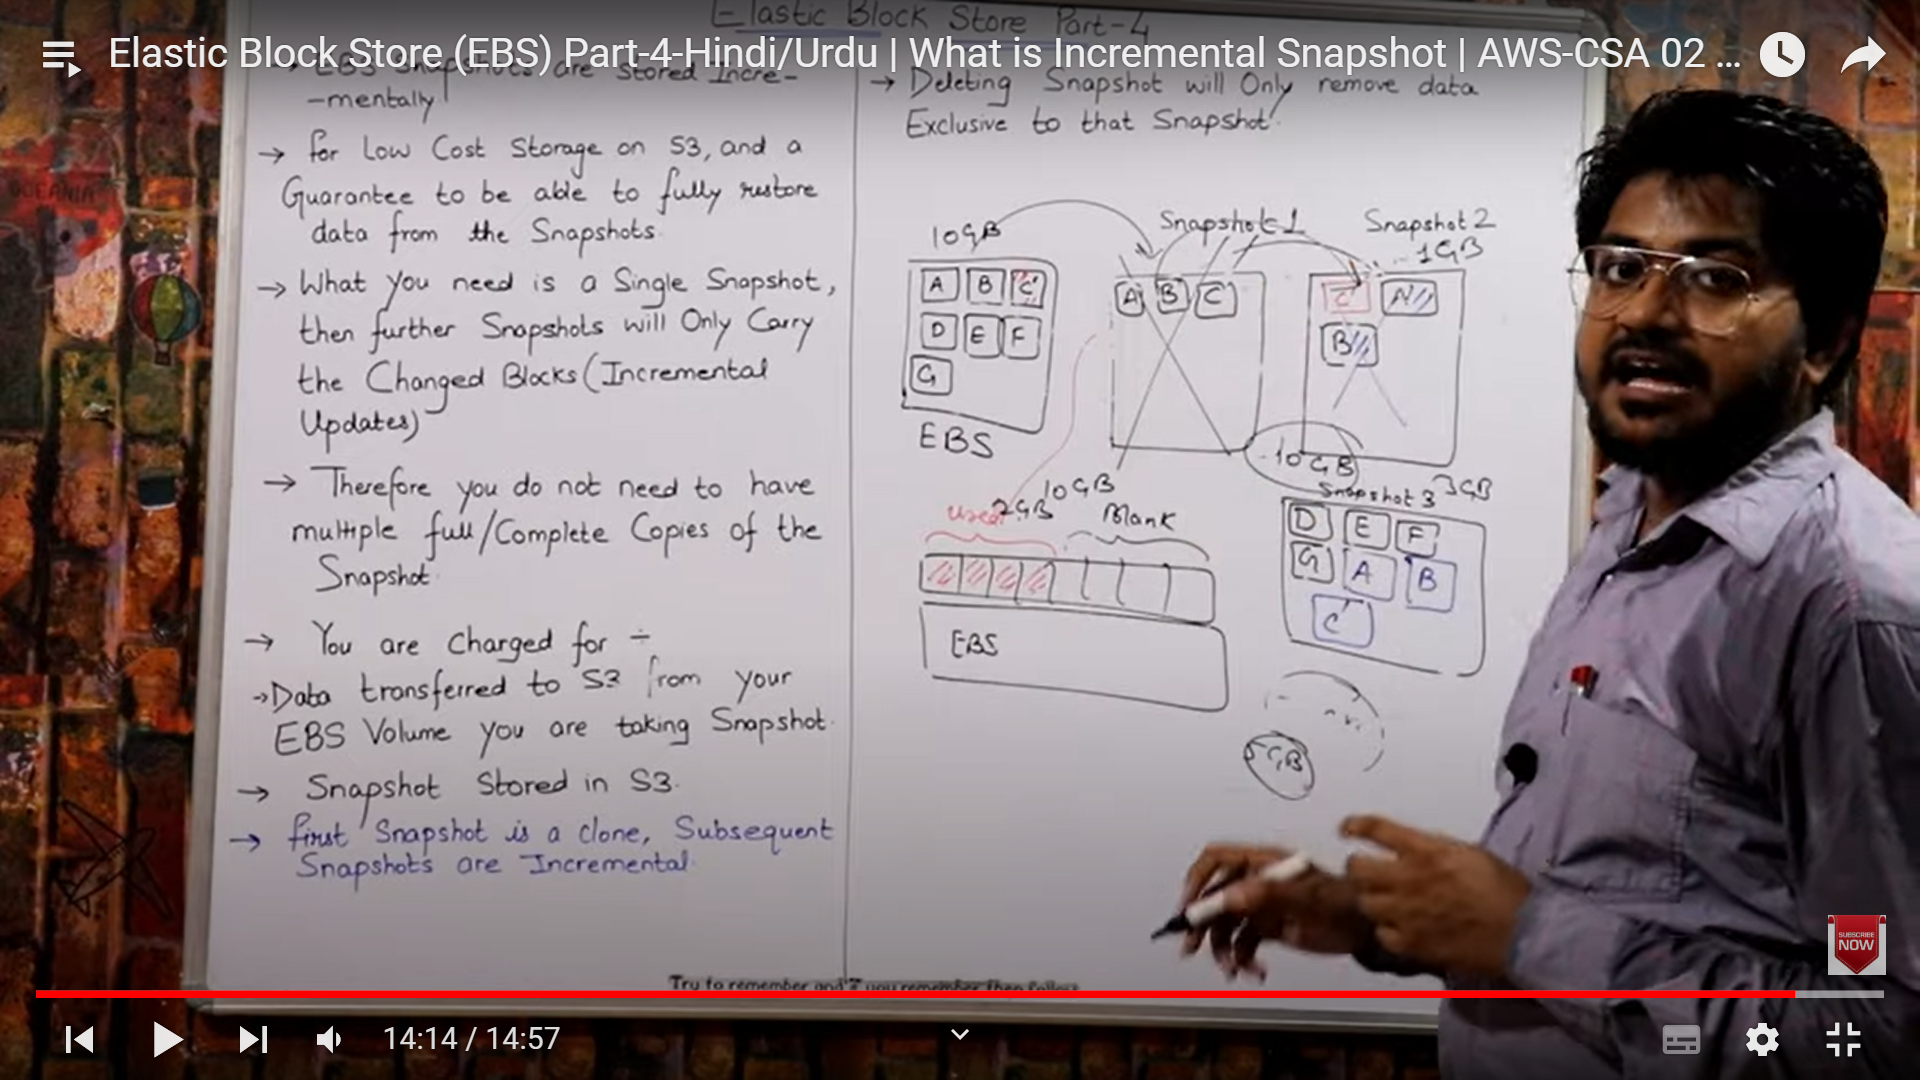 Elastic Block Store Part-4
Elastic Block Store (EBS) Part-4-Hindi/Urdu | What is Incremental Snapshot | AWS-CSA 02 ...
→ EBS Snapshots are Stored Incre-
-mentally
→ for Low Cost Storage on S3, and a
Guarantee to be able to fully restore
data from the Snapshots.
→ What you need is a Single Snapshot,
then further Snapshots will Only Carry
the Changed Blocks (Incremental
Updates)
→ Therefore you do not need to have
multiple full/Complete Copies of the
Snapshot.
→ You are Charged for ÷
→ Data transferred to S3 from your
EBS Volume you are taking Snapshot.
→ Snapshot Stored in S3.
→ first Snapshot is a clone, Subsequent
Snapshots are Incremental.
→ Deleting Snapshot will Only remove data
Exclusive to that Snapshot.
10GB
A B C'
D E F
G
EBS
Snapshot 1
A B C
10GB
Snapshot 2
1GB
C' A
B
10GB
Snapshot 3
3GB
D E F
G A B
C'
used
2GB
Blank
EBS
5GB
Try to remember and
SUBSCRIBE
NOW
14:14 / 14:57